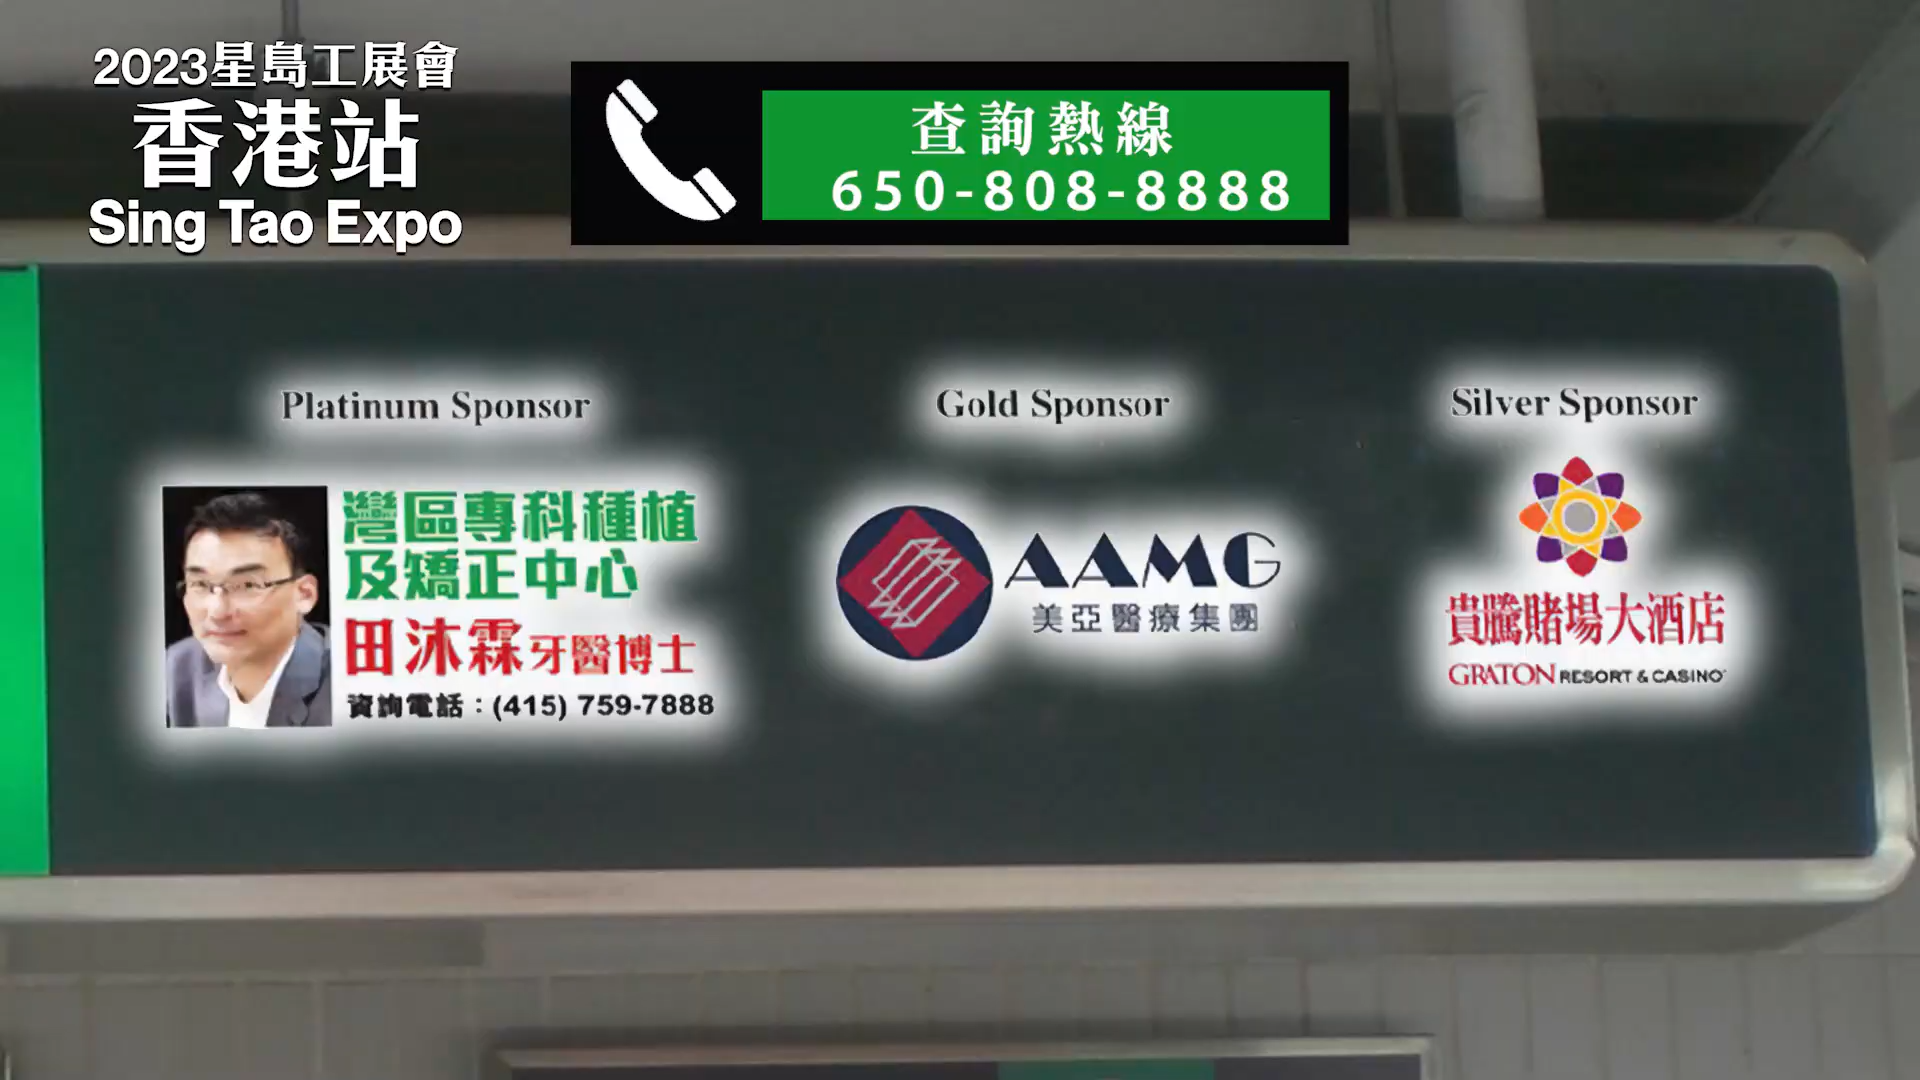 2023星島工展會
香港站
Sing Tao Expo
查詢熱線
650-808-8888
Platinum Sponsor
灣區專科種植
及矯正中心
田沐霖牙醫博士
資詢電話：(415) 759-7888
Gold Sponsor
AAMG
美亞醫療集團
Silver Sponsor
貴騰賭場大酒店
GRATON RESORT & CASINO